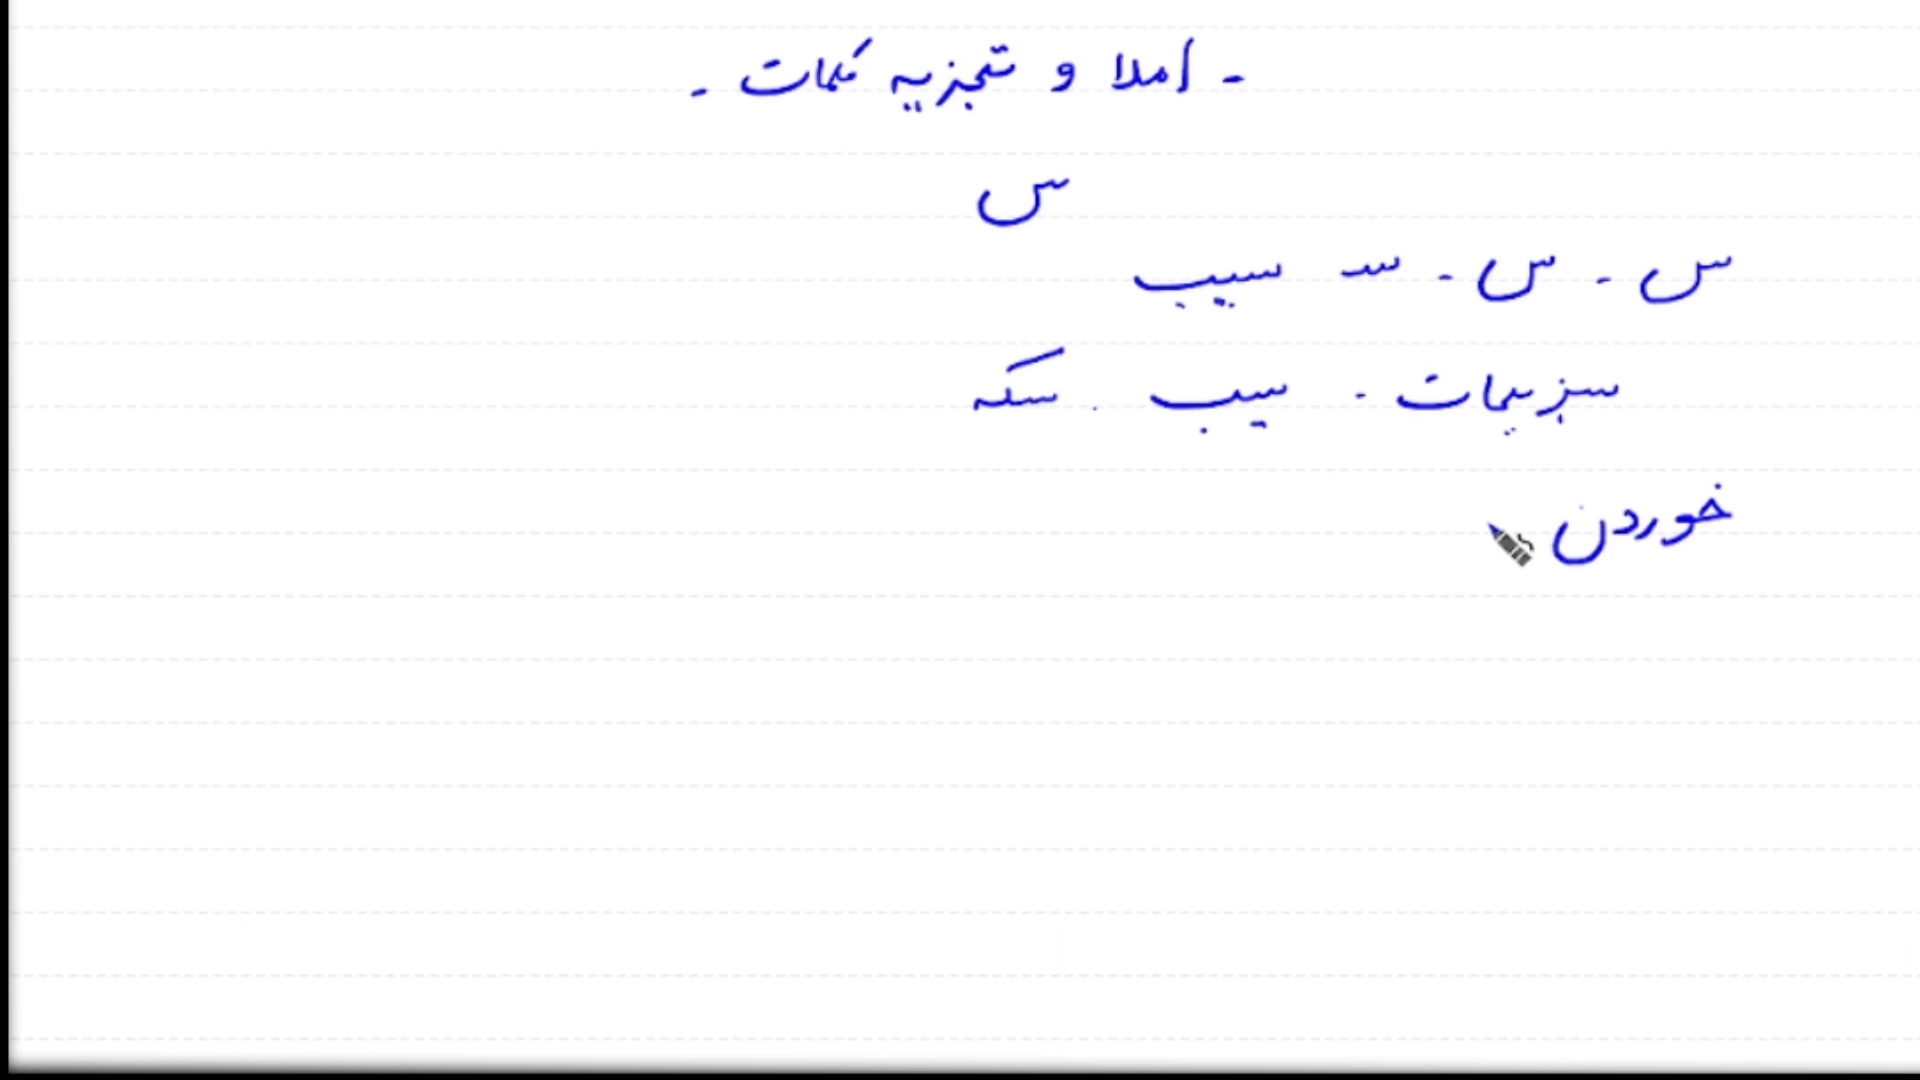 - املا و تجزیه کلمات -
س
س - س - سـ سیب
سبزیجات - سیب . سکه
خوردن